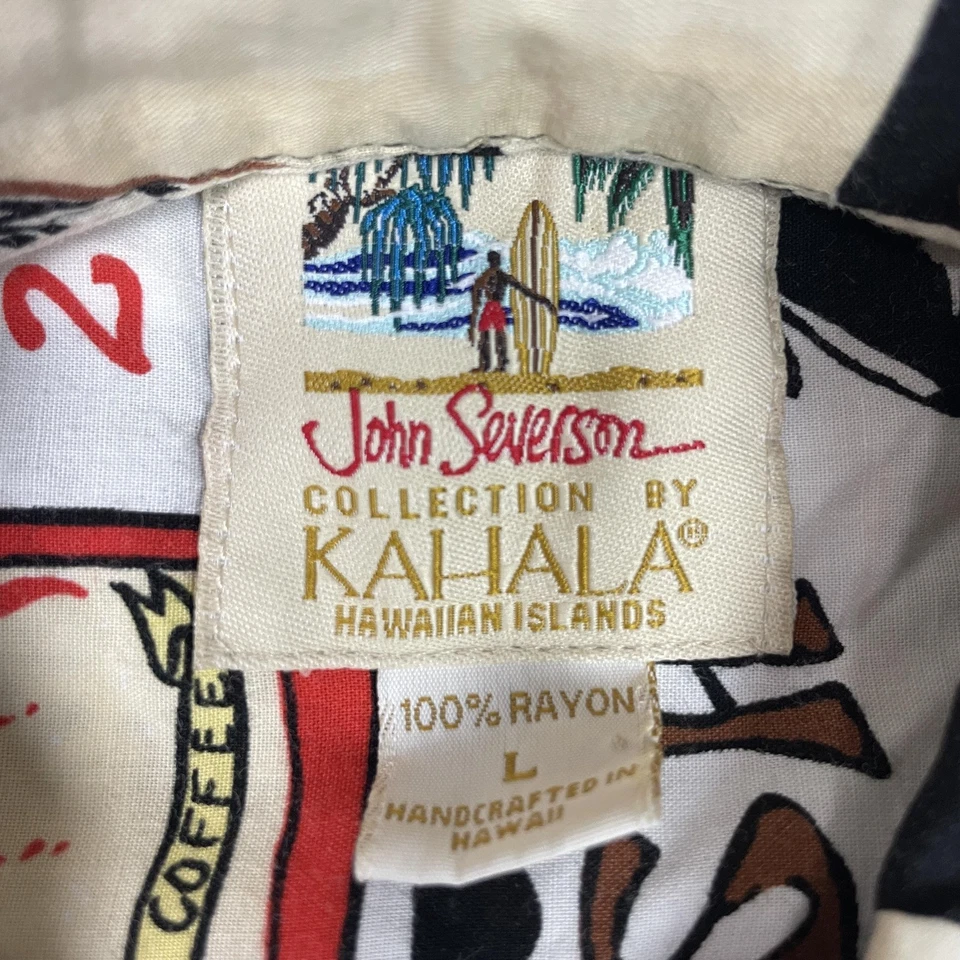 John Severson
COLLECTION BY
KAHALA®
HAWAIIAN ISLANDS
100% RAYON
L
HANDCRAFTED IN
HAWAII
2
COFFEE